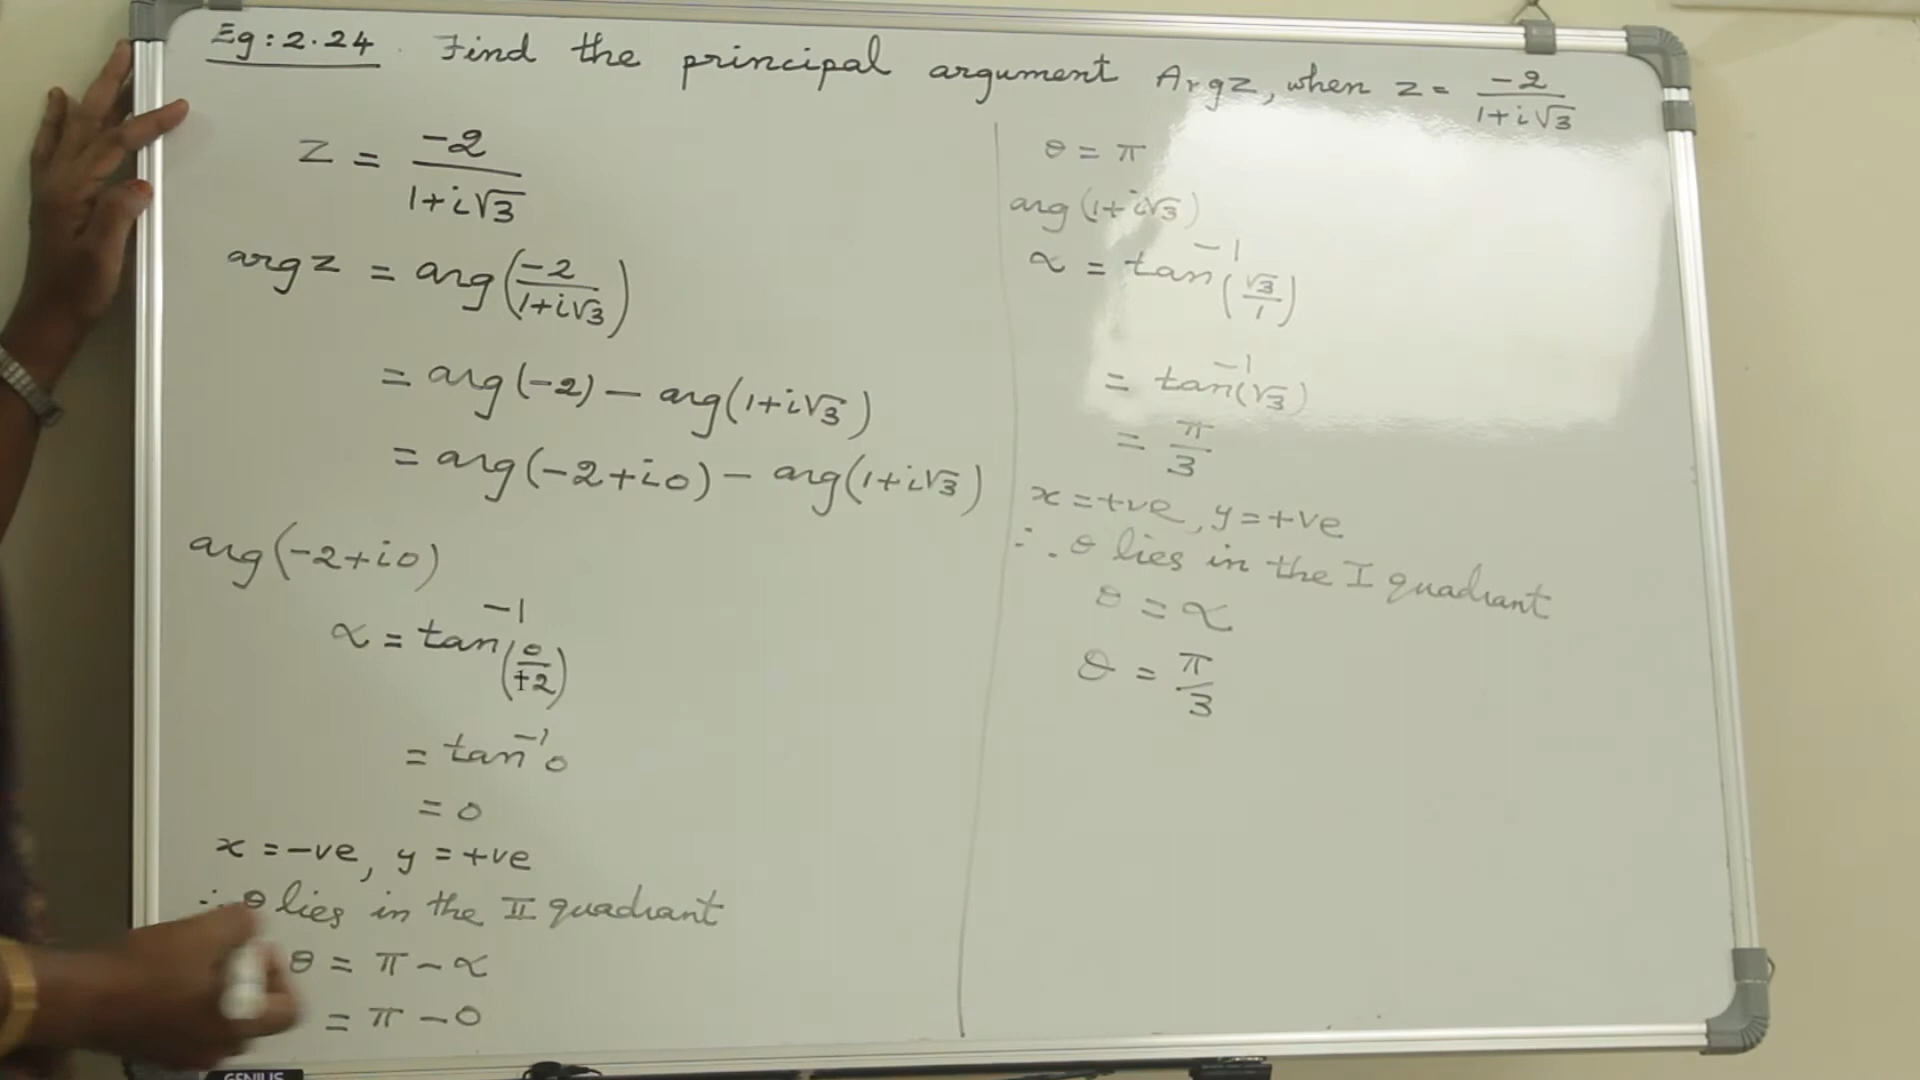 Eg: 2.24. Find the principal argument Arg z, when z = -2/(1+i√3)
z = -2/(1+i√3)
arg z = arg(-2/(1+i√3))
= arg(-2) - arg(1+i√3)
= arg(-2+i0) - arg(1+i√3)
arg(-2+i0)
α = tan⁻¹(0/+2)
= tan⁻¹0
= 0
x = -ve, y = +ve
∴ θ lies in the II quadrant
θ = π - α
= π - 0
θ = π
arg(1+i√3)
α = tan⁻¹(√3/1)
= tan⁻¹(√3)
= π/3
x = +ve, y = +ve
∴ θ lies in the I quadrant
θ = α
θ = π/3
GENIUS